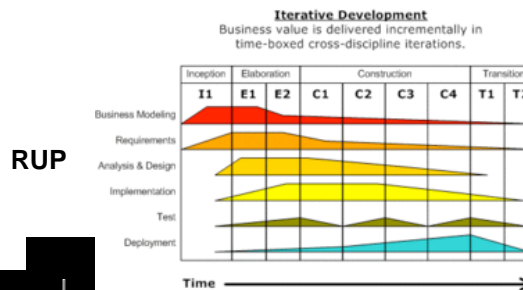 Iterative Development
Business value is delivered incrementally in
time-boxed cross-discipline iterations.
Inception Elaboration Construction Transition
I1 E1 E2 C1 C2 C3 C4 T1
Business Modeling
Requirements
RUP
Analysis & Design
Implementation
Test
Deployment
Time